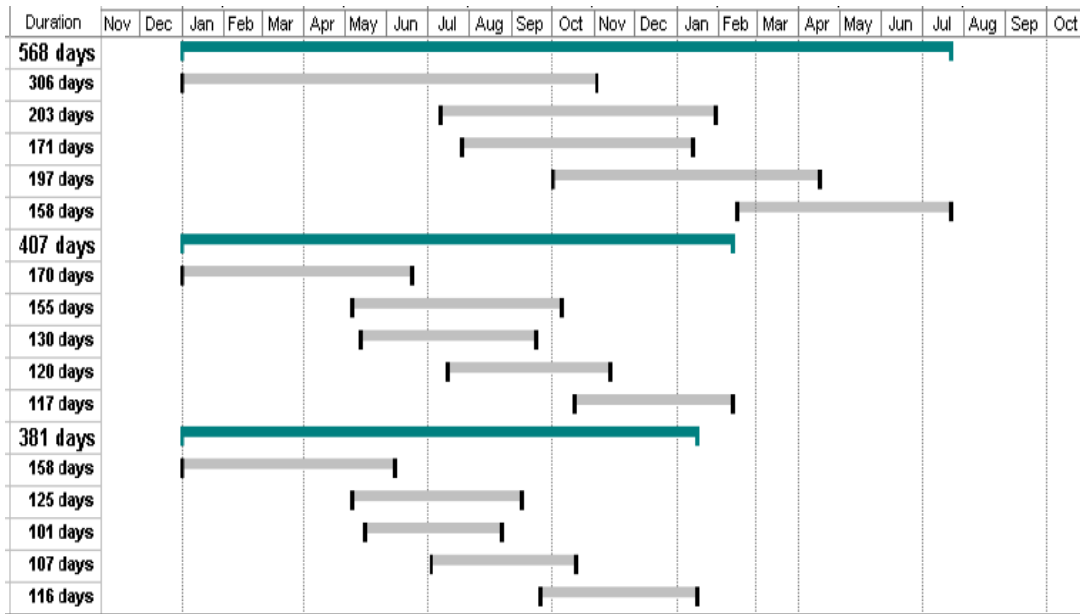 Duration Nov Dec Jan Feb Mar Apr May Jun Jul Aug Sep Oct Nov Dec Jan Feb Mar Apr May Jun Jul Aug Sep Oct
568 days
306 days
203 days
171 days
197 days
158 days
407 days
170 days
155 days
130 days
120 days
117 days
381 days
158 days
125 days
101 days
107 days
116 days